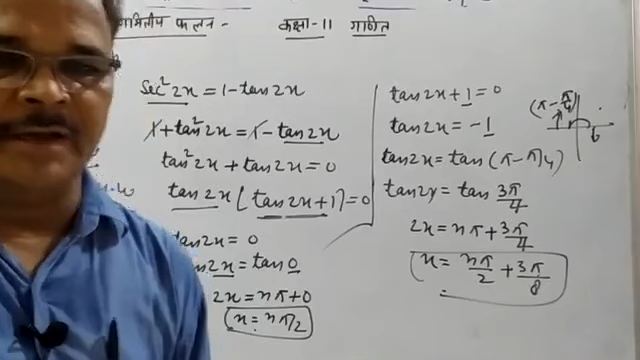 फलन - कक्षा-11 गणित
sec²2x = 1-tan2x
1+tan²2x = 1-tan2x
tan²2x + tan2x = 0
tan2x [tan2x+1] = 0
tan2x = 0
2x = tan0
2x = nπ+0
x = nπ/2
tan2x + 1 = 0
tan2x = -1
tan2x = tan (π - π/4)
tan2x = tan 3π/4
2x = nπ + 3π/4
x = nπ/2 + 3π/8
(π - π/4)